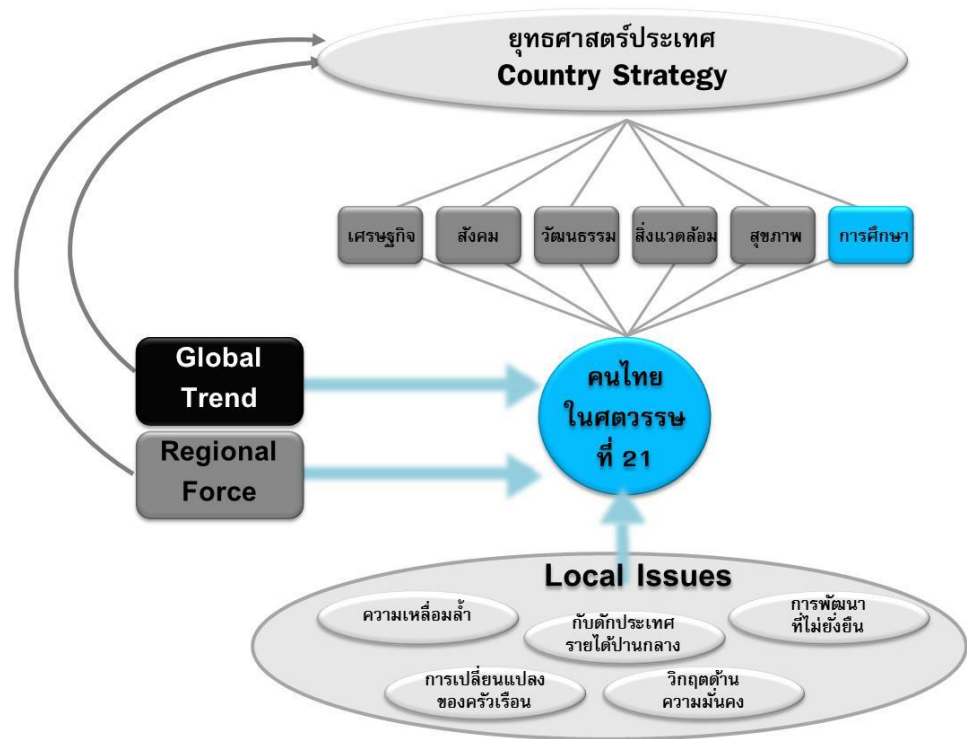 ยุทธศาสตร์ประเทศ
Country Strategy
เศรษฐกิจ
สังคม
วัฒนธรรม
สิ่งแวดล้อม
สุขภาพ
การศึกษา
Global
Trend
Regional
Force
คนไทย
ในศตวรรษ
ที่ 21
Local Issues
ความเหลื่อมล้ำ
กับดักประเทศ
รายได้ปานกลาง
การพัฒนา
ที่ไม่ยั่งยืน
การเปลี่ยนแปลง
ของครัวเรือน
วิกฤตด้าน
ความมั่นคง